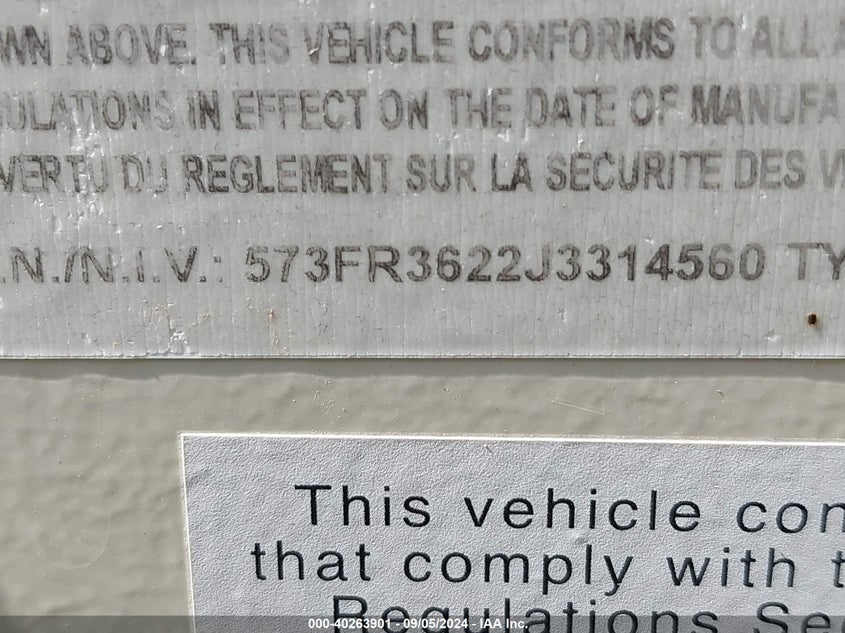 WN ABOVE. THIS VEHICLE CONFORMS TO ALL A
ULATIONS IN EFFECT ON THE DATE OF MANUFA
VERTU DU REGLEMENT SUR LA SECURITE DES V
.N./N.I.V.: 573FR3622J3314560 TY
This vehicle con
that comply with t
Regulations Sec
000-40263901 - 09/05/2024 - IAA Inc.